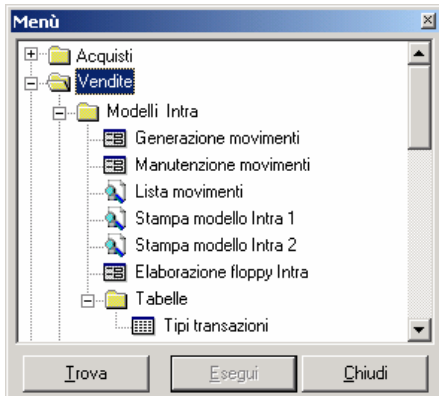 Menù
Acquisti
Vendite
Modelli Intra
Generazione movimenti
Manutenzione movimenti
Lista movimenti
Stampa modello Intra 1
Stampa modello Intra 2
Elaborazione floppy Intra
Tabelle
Tipi transazioni
Trova Esegui Chiudi